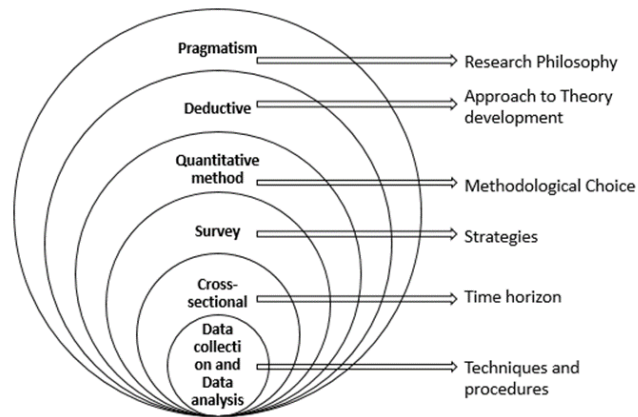 Pragmatism
Research Philosophy
Deductive
Approach to Theory
development
Quantitative
method
Methodological Choice
Survey
Strategies
Cross-
sectional
Time horizon
Data
collecti
on and
Data
analysis
Techniques and
procedures